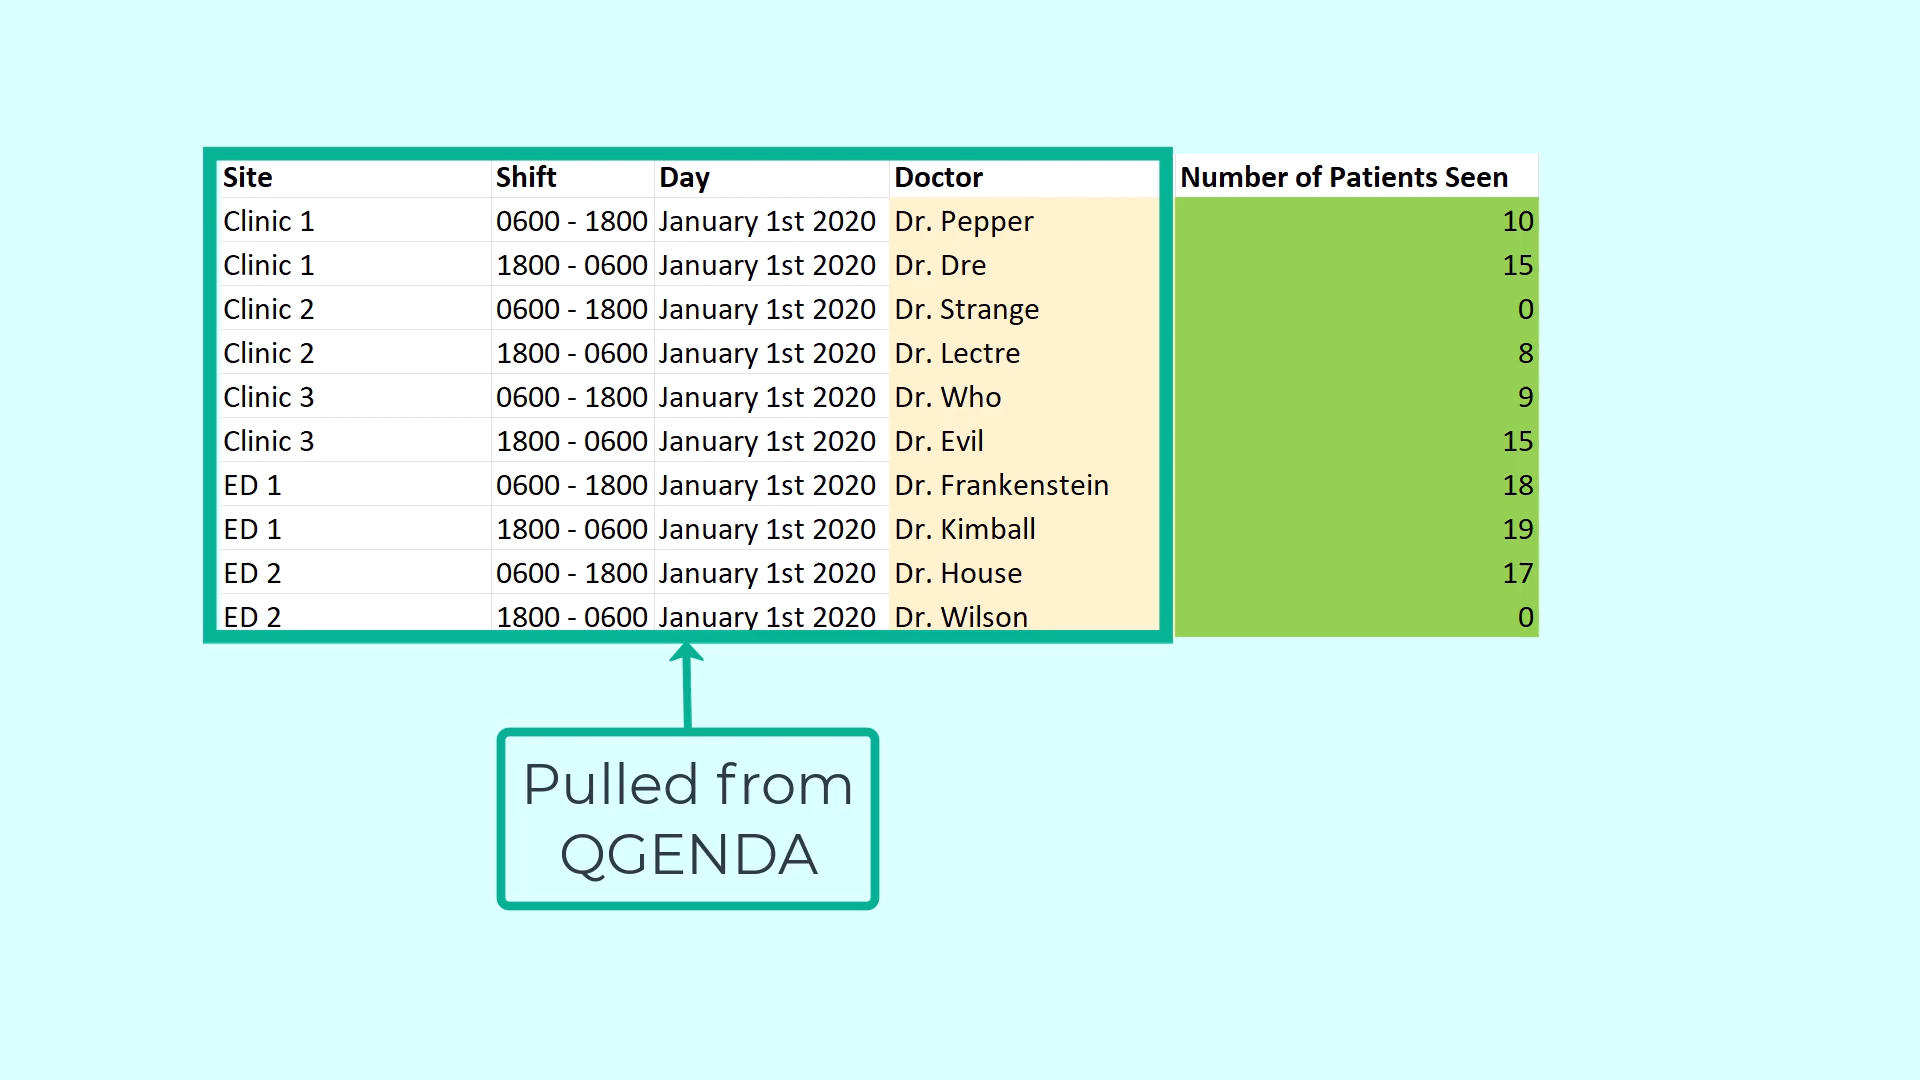 Site Shift Day Doctor Number of Patients Seen
Clinic 1 0600 - 1800 January 1st 2020 Dr. Pepper 10
Clinic 1 1800 - 0600 January 1st 2020 Dr. Dre 15
Clinic 2 0600 - 1800 January 1st 2020 Dr. Strange 0
Clinic 2 1800 - 0600 January 1st 2020 Dr. Lectre 8
Clinic 3 0600 - 1800 January 1st 2020 Dr. Who 9
Clinic 3 1800 - 0600 January 1st 2020 Dr. Evil 15
ED 1 0600 - 1800 January 1st 2020 Dr. Frankenstein 18
ED 1 1800 - 0600 January 1st 2020 Dr. Kimball 19
ED 2 0600 - 1800 January 1st 2020 Dr. House 17
ED 2 1800 - 0600 January 1st 2020 Dr. Wilson 0
Pulled from
QGENDA